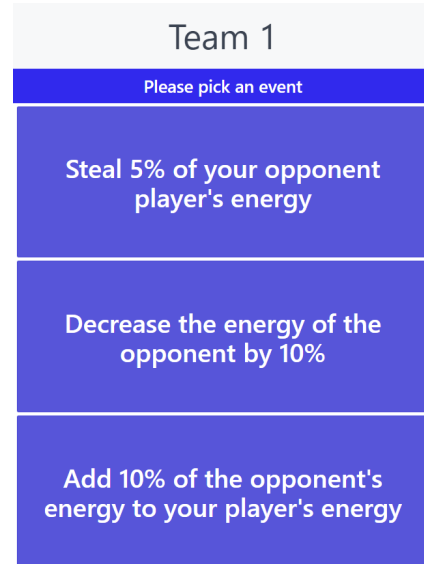 Team 1
Please pick an event
Steal 5% of your opponent
player's energy
Decrease the energy of the
opponent by 10%
Add 10% of the opponent's
energy to your player's energy